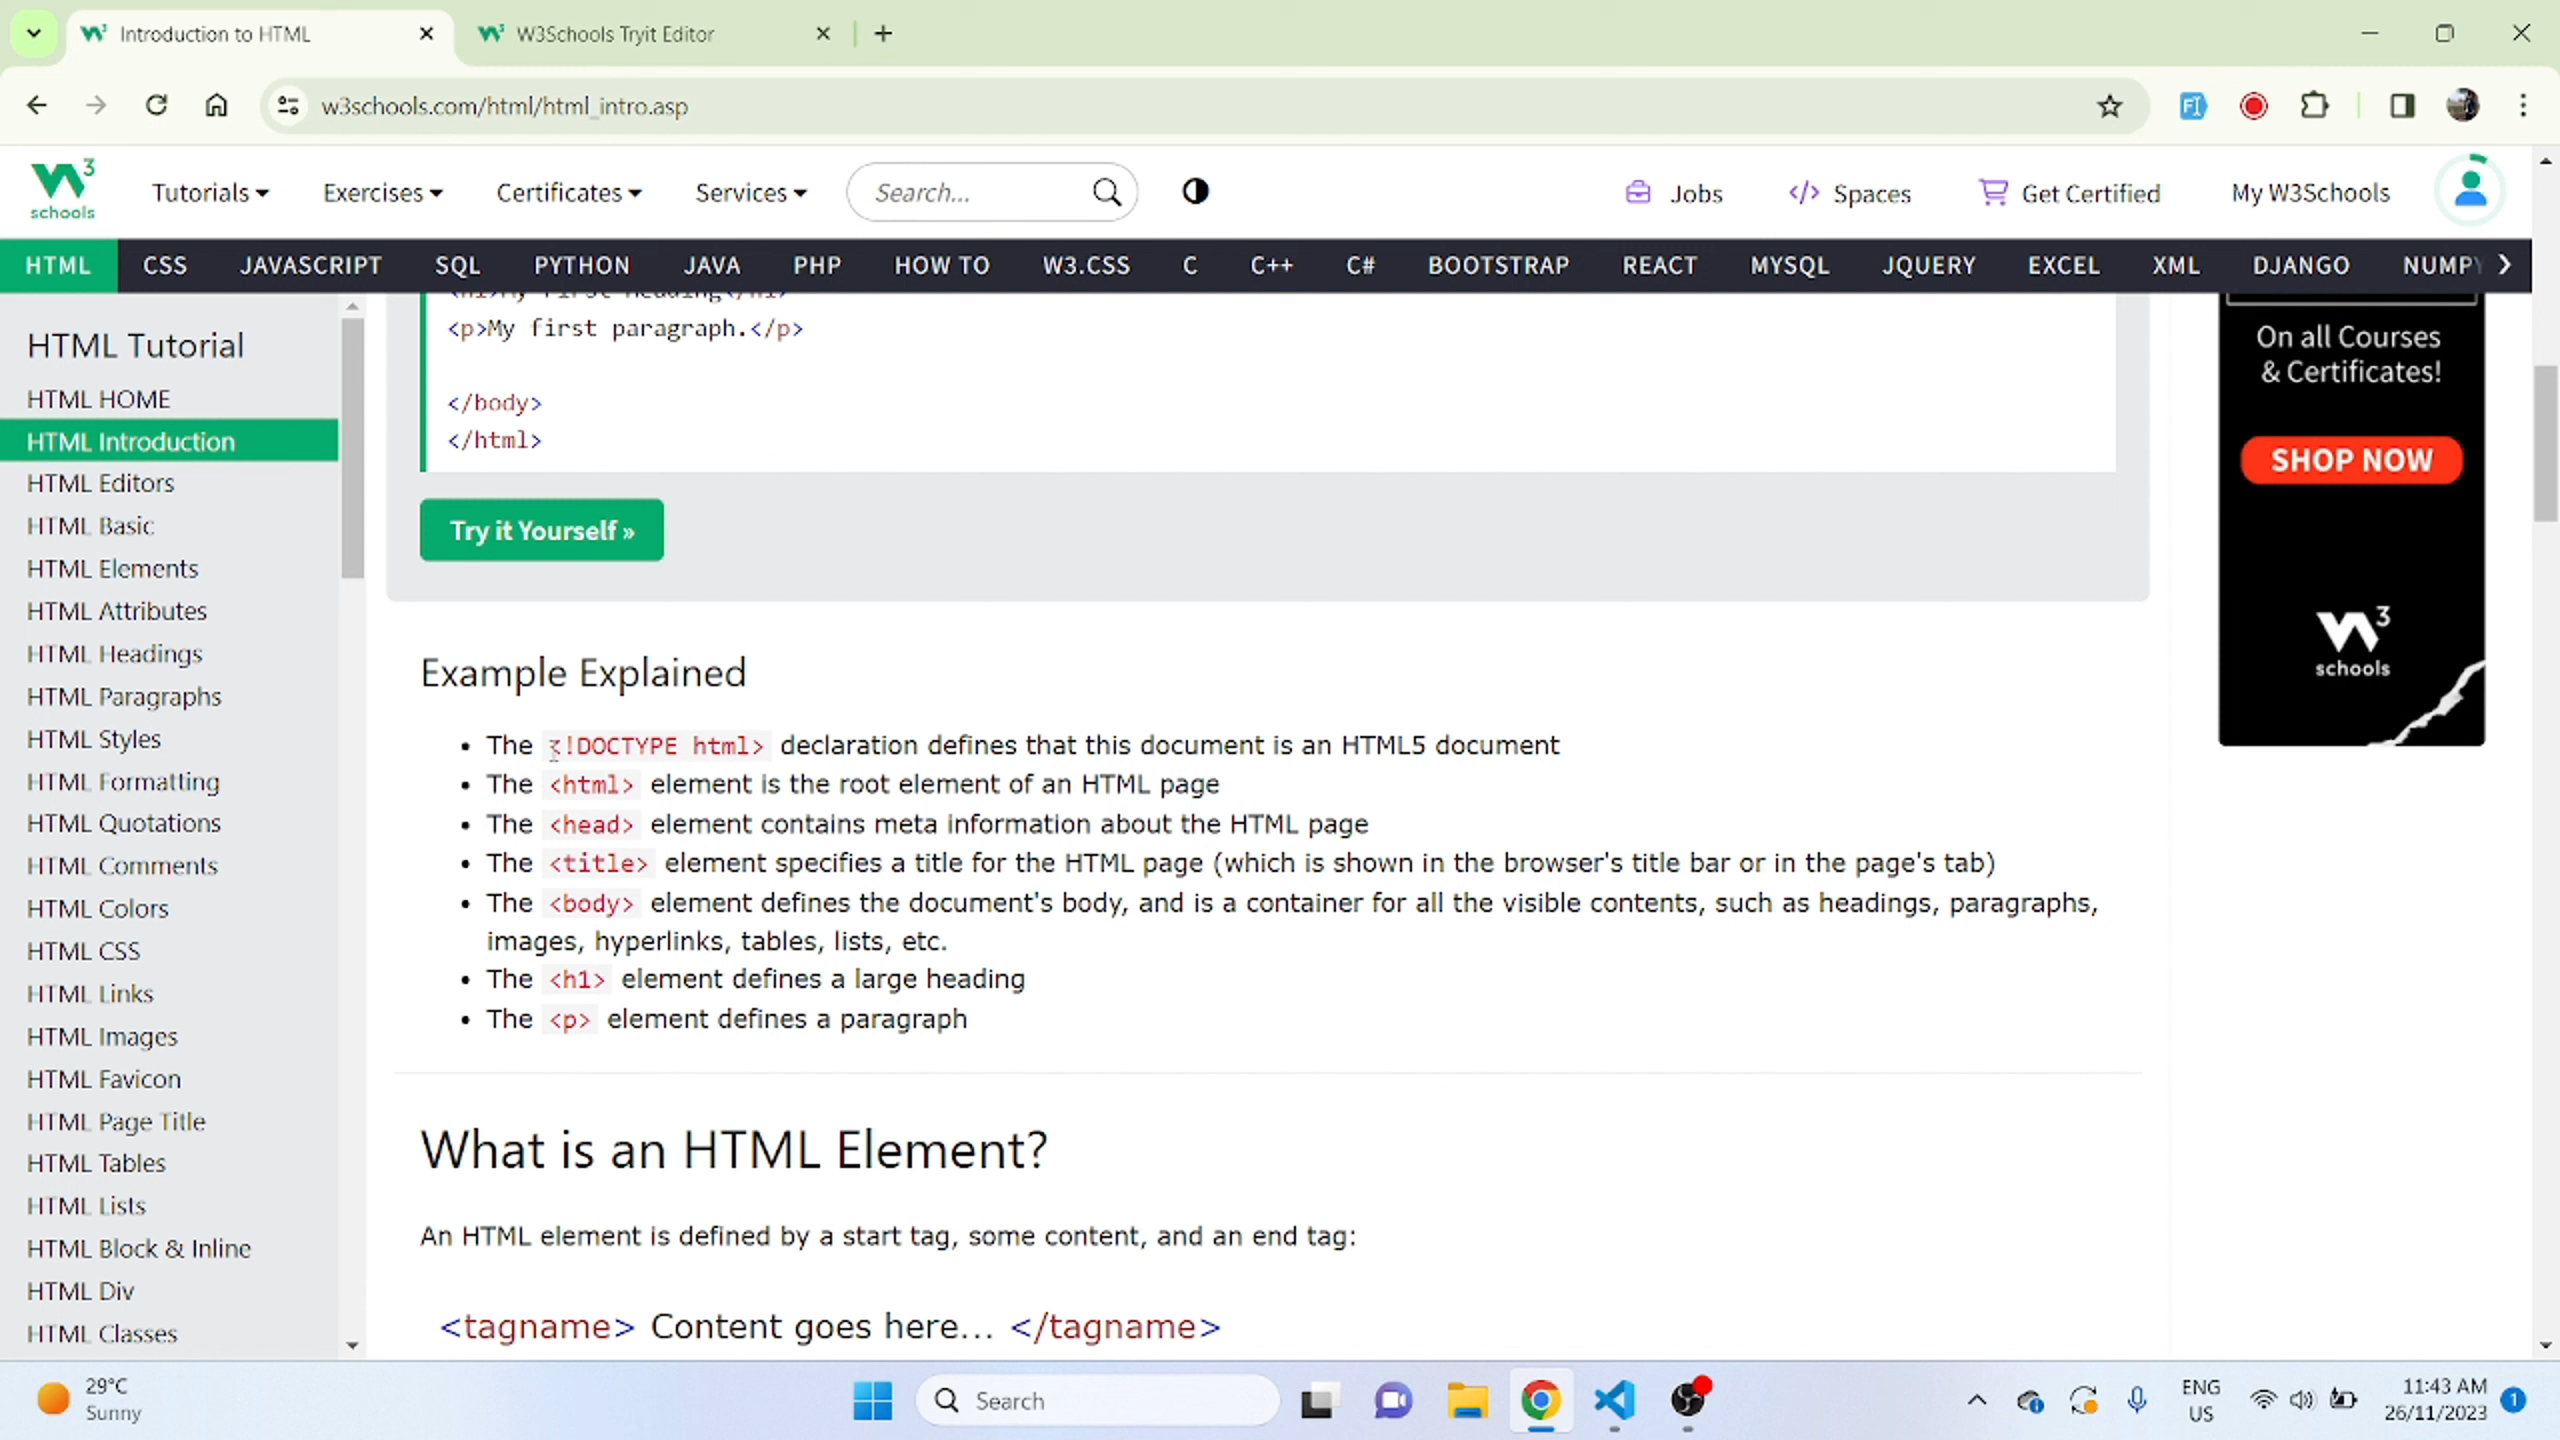 Introduction to HTML
W3Schools Tryit Editor
w3schools.com/html/html_intro.asp
3
schools
Tutorials
Exercises
Certificates
Services
Search...
Jobs
Spaces
Get Certified
My W3Schools
HTML CSS JAVASCRIPT SQL PYTHON JAVA PHP HOW TO W3.CSS C C++ C# BOOTSTRAP REACT MYSQL JQUERY EXCEL XML DJANGO NUMPY
HTML Tutorial
HTML HOME
HTML Introduction
HTML Editors
HTML Basic
HTML Elements
HTML Attributes
HTML Headings
HTML Paragraphs
HTML Styles
HTML Formatting
HTML Quotations
HTML Comments
HTML Colors
HTML CSS
HTML Links
HTML Images
HTML Favicon
HTML Page Title
HTML Tables
HTML Lists
HTML Block & Inline
HTML Div
HTML Classes
<h1>My First Heading</h1>
<p>My first paragraph.</p>
</body>
</html>
Try it Yourself »
Example Explained
• The <!DOCTYPE html> declaration defines that this document is an HTML5 document
• The <html> element is the root element of an HTML page
• The <head> element contains meta information about the HTML page
• The <title> element specifies a title for the HTML page (which is shown in the browser's title bar or in the page's tab)
• The <body> element defines the document's body, and is a container for all the visible contents, such as headings, paragraphs,
images, hyperlinks, tables, lists, etc.
• The <h1> element defines a large heading
• The <p> element defines a paragraph
What is an HTML Element?
An HTML element is defined by a start tag, some content, and an end tag:
<tagname> Content goes here... </tagname>
On all Courses
& Certificates!
SHOP NOW
3
schools
29°C
Sunny
Search
ENG
US
11:43 AM
26/11/2023
1